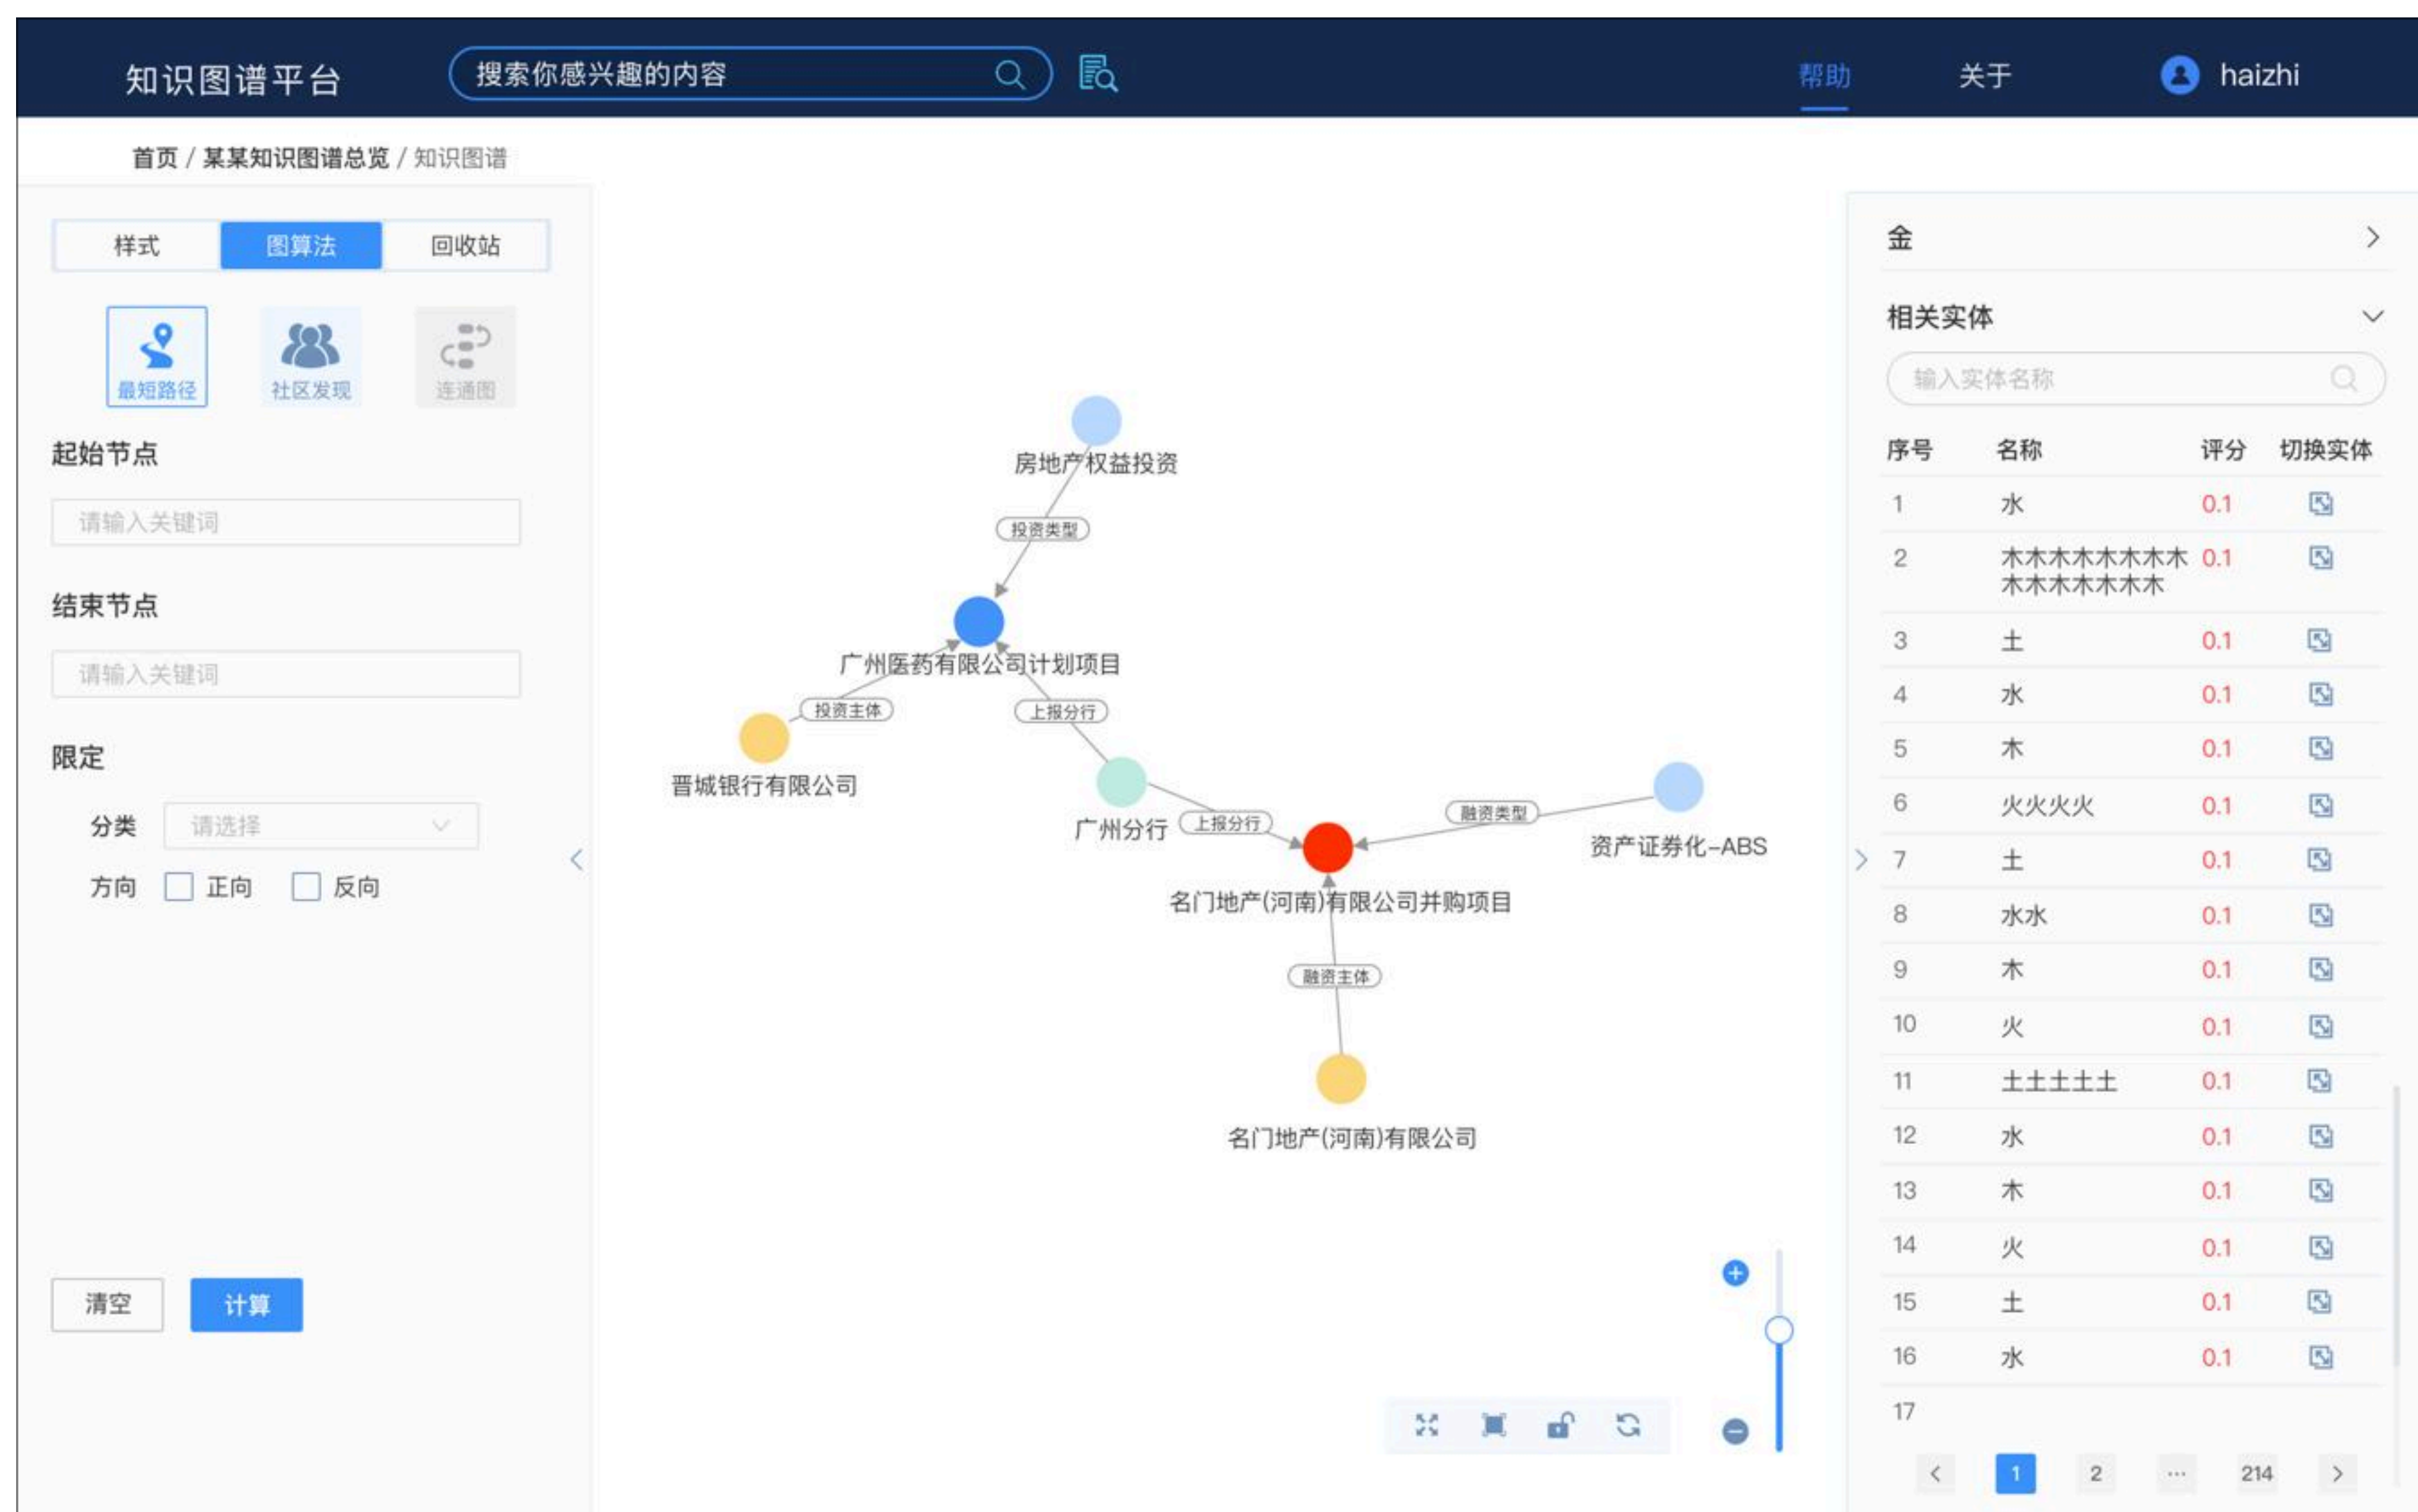 知识图谱平台
搜索你感兴趣的内容
帮助
关于
haizhi
首页 / 某某知识图谱总览 / 知识图谱
样式
图算法
回收站
最短路径
社区发现
连通图
起始节点
请输入关键词
结束节点
请输入关键词
限定
分类
请选择
方向
正向
反向
清空
计算
房地产权益投资
投资类型
广州医药有限公司计划项目
投资主体
上报分行
晋城银行有限公司
广州分行
上报分行
融资类型
资产证券化-ABS
名门地产(河南)有限公司并购项目
融资主体
名门地产(河南)有限公司
金
相关实体
输入实体名称
序号 名称 评分 切换实体
1 水 0.1
2 木木木木木木木木 0.1
木木木木木木木
3 土 0.1
4 水 0.1
5 木 0.1
6 火火火火 0.1
7 土 0.1
8 水水 0.1
9 木 0.1
10 火 0.1
11 土土土土土 0.1
12 水 0.1
13 木 0.1
14 火 0.1
15 土 0.1
16 水 0.1
17
< 1 2 ··· 214 >